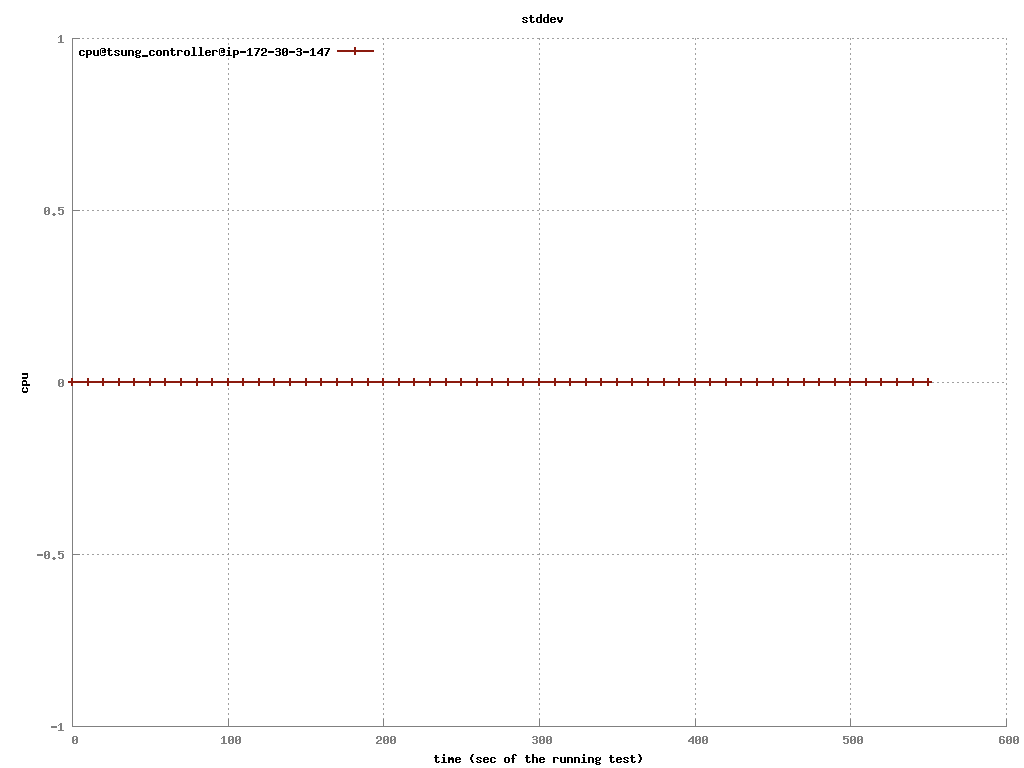 stddev
1
cpu@tsung_controller@ip-172-30-3-147
0.5
cpu
0
-0.5
-1
0 100 200 300 400 500 600
time (sec of the running test)